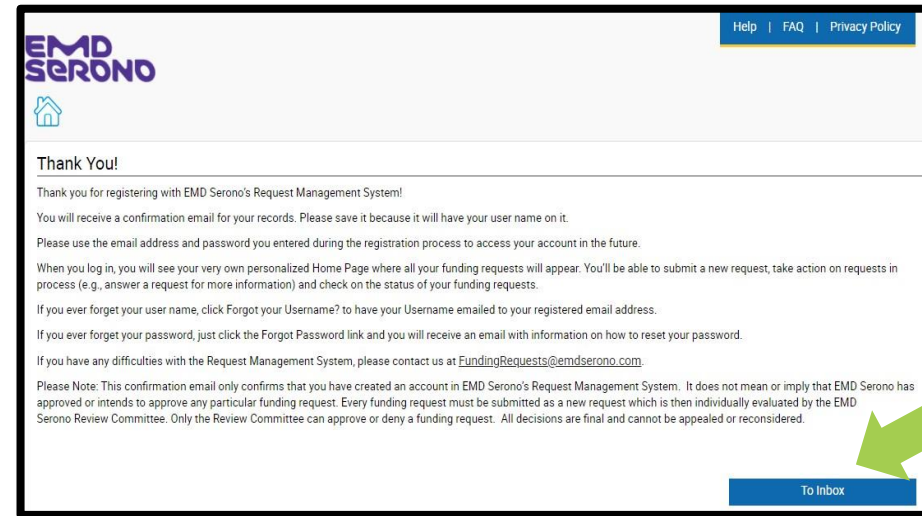 Help | FAQ | Privacy Policy
EMD
SERONO
Thank You!
Thank you for registering with EMD Serono's Request Management System!
You will receive a confirmation email for your records. Please save it because it will have your user name on it.
Please use the email address and password you entered during the registration process to access your account in the future.
When you log in, you will see your very own personalized Home Page where all your funding requests will appear. You'll be able to submit a new request, take action on requests in
process (e.g., answer a request for more information) and check on the status of your funding requests.
If you ever forget your user name, click Forgot your Username? to have your Username emailed to your registered email address.
If you ever forget your password, just click the Forgot Password link and you will receive an email with information on how to reset your password.
If you have any difficulties with the Request Management System, please contact us at FundingRequests@emdserono.com.
Please Note: This confirmation email only confirms that you have created an account in EMD Serono's Request Management System. It does not mean or imply that EMD Serono has
approved or intends to approve any particular funding request. Every funding request must be submitted as a new request which is then individually evaluated by the EMD
Serono Review Committee. Only the Review Committee can approve or deny a funding request. All decisions are final and cannot be appealed or reconsidered.
To Inbox